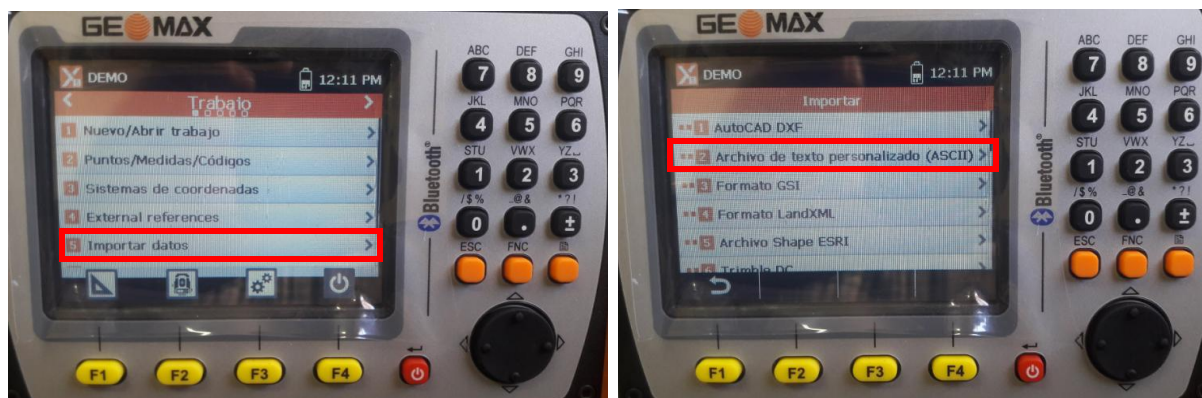 GEOMAX
DEMO
12:11 PM
Trabajo
1 Nuevo/Abrir trabajo
2 Puntos/Medidas/Códigos
3 Sistemas de coordenadas
4 External references
5 Importar datos
ABC DEF GHI
7 8 9
JKL MNO PQR
4 5 6
STU VWX YZ
1 2 3
/$% _@& *?!
0 . ±
ESC FNC
Bluetooth®
F1 F2 F3 F4
GEOMAX
DEMO
12:11 PM
Importar
1 AutoCAD DXF
2 Archivo de texto personalizado (ASCII)
3 Formato GSI
4 Formato LandXML
5 Archivo Shape ESRI
6 Trimble DC
ABC DEF GHI
7 8 9
JKL MNO PQR
4 5 6
STU VWX YZ
1 2 3
/$% _@& *?!
0 . ±
ESC FNC
Bluetooth®
F1 F2 F3 F4